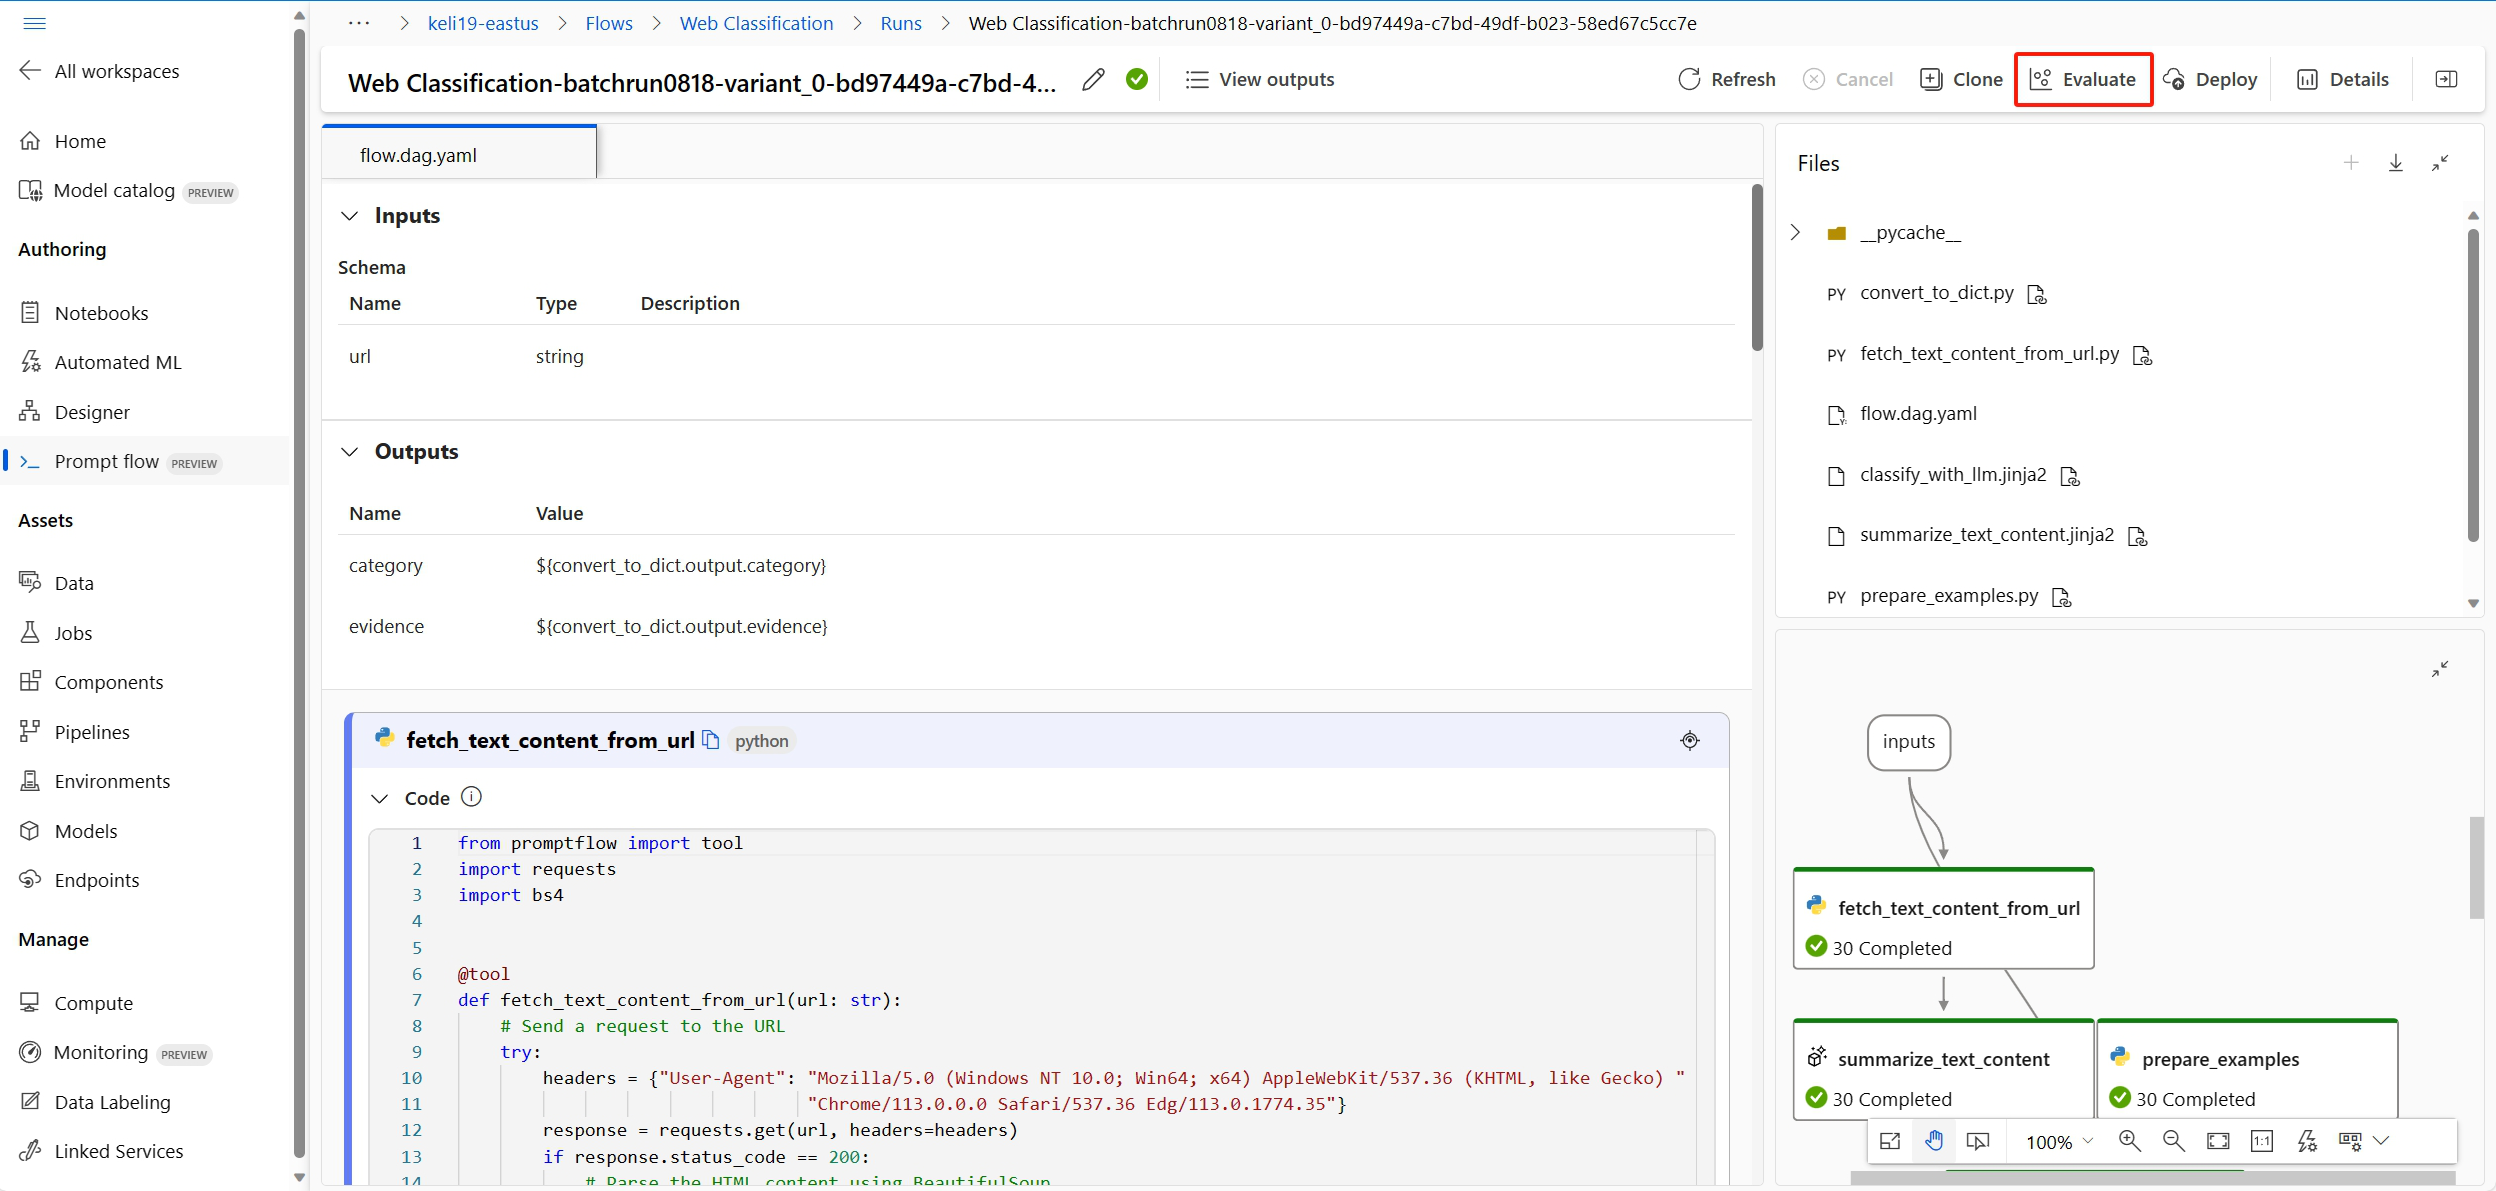 ··· > keli19-eastus > Flows > Web Classification > Runs > Web Classification-batchrun0818-variant_0-bd97449a-c7bd-49df-b023-58ed67c5cc7e
All workspaces
Home
Model catalog PREVIEW
Authoring
Notebooks
Automated ML
Designer
Prompt flow PREVIEW
Assets
Data
Jobs
Components
Pipelines
Environments
Models
Endpoints
Manage
Compute
Monitoring PREVIEW
Data Labeling
Linked Services
Web Classification-batchrun0818-variant_0-bd97449a-c7bd-4... View outputs Refresh Cancel Clone Evaluate Deploy Details
flow.dag.yaml
Inputs
Schema
Name Type Description
url string
Outputs
Name Value
category ${convert_to_dict.output.category}
evidence ${convert_to_dict.output.evidence}
fetch_text_content_from_url python
Code
1 from promptflow import tool
2 import requests
3 import bs4
4
5
6 @tool
7 def fetch_text_content_from_url(url: str):
8 # Send a request to the URL
9 try:
10 headers = {"User-Agent": "Mozilla/5.0 (Windows NT 10.0; Win64; x64) AppleWebKit/537.36 (KHTML, like Gecko) "
11 "Chrome/113.0.0.0 Safari/537.36 Edg/113.0.1774.35"}
12 response = requests.get(url, headers=headers)
13 if response.status_code == 200:
14 # Parse the HTML content using BeautifulSoup
Files
__pycache__
PY convert_to_dict.py
PY fetch_text_content_from_url.py
flow.dag.yaml
classify_with_llm.jinja2
summarize_text_content.jinja2
PY prepare_examples.py
inputs
fetch_text_content_from_url
30 Completed
summarize_text_content
30 Completed
prepare_examples
30 Completed
100% 1:1